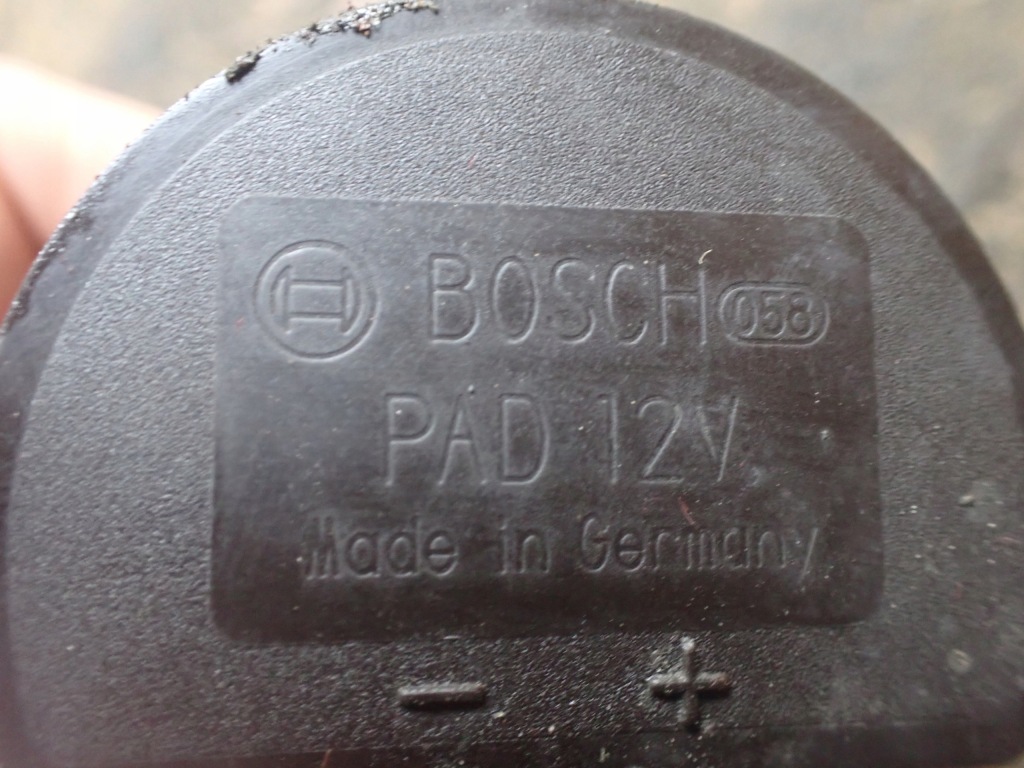 BOSCH 058
PAD 12V
Made in Germany
- +